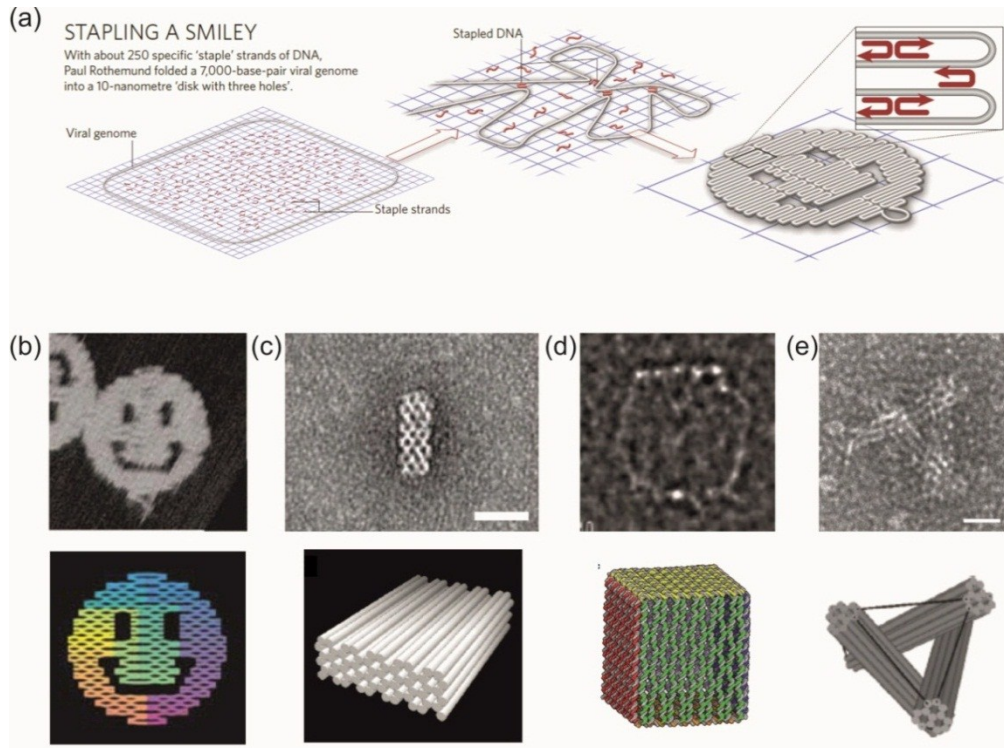 (a)
STAPLING A SMILEY
With about 250 specific ‘staple’ strands of DNA,
Paul Rothemund folded a 7,000-base-pair viral genome
into a 10-nanometre ‘disk with three holes’.
Stapled DNA
Viral genome
Staple strands
(b)
(c)
(d)
(e)